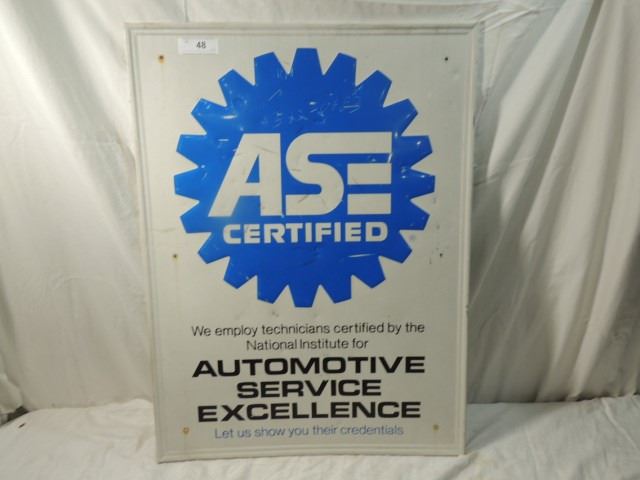 48
ASE
CERTIFIED
We employ technicians certified by the
National Institute for
AUTOMOTIVE
SERVICE
EXCELLENCE
Let us show you their credentials